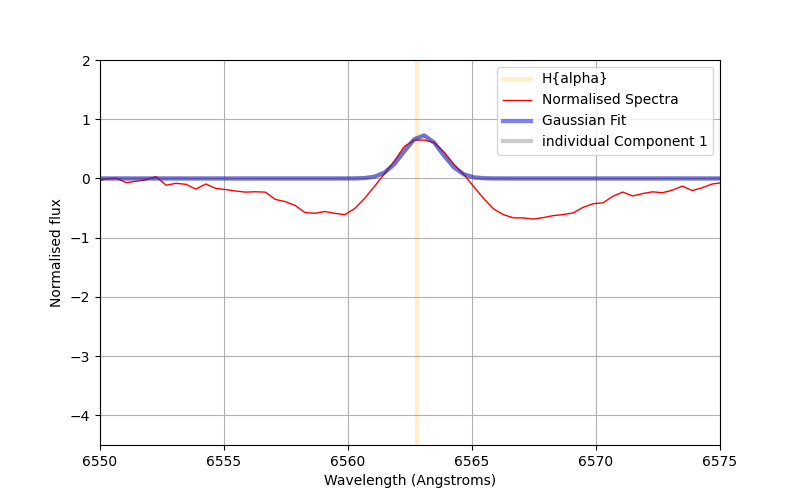 2
1
0
−1
−2
−3
−4
Normalised flux
H{alpha}
Normalised Spectra
Gaussian Fit
individual Component 1
6550 6555 6560 6565 6570 6575
Wavelength (Angstroms)